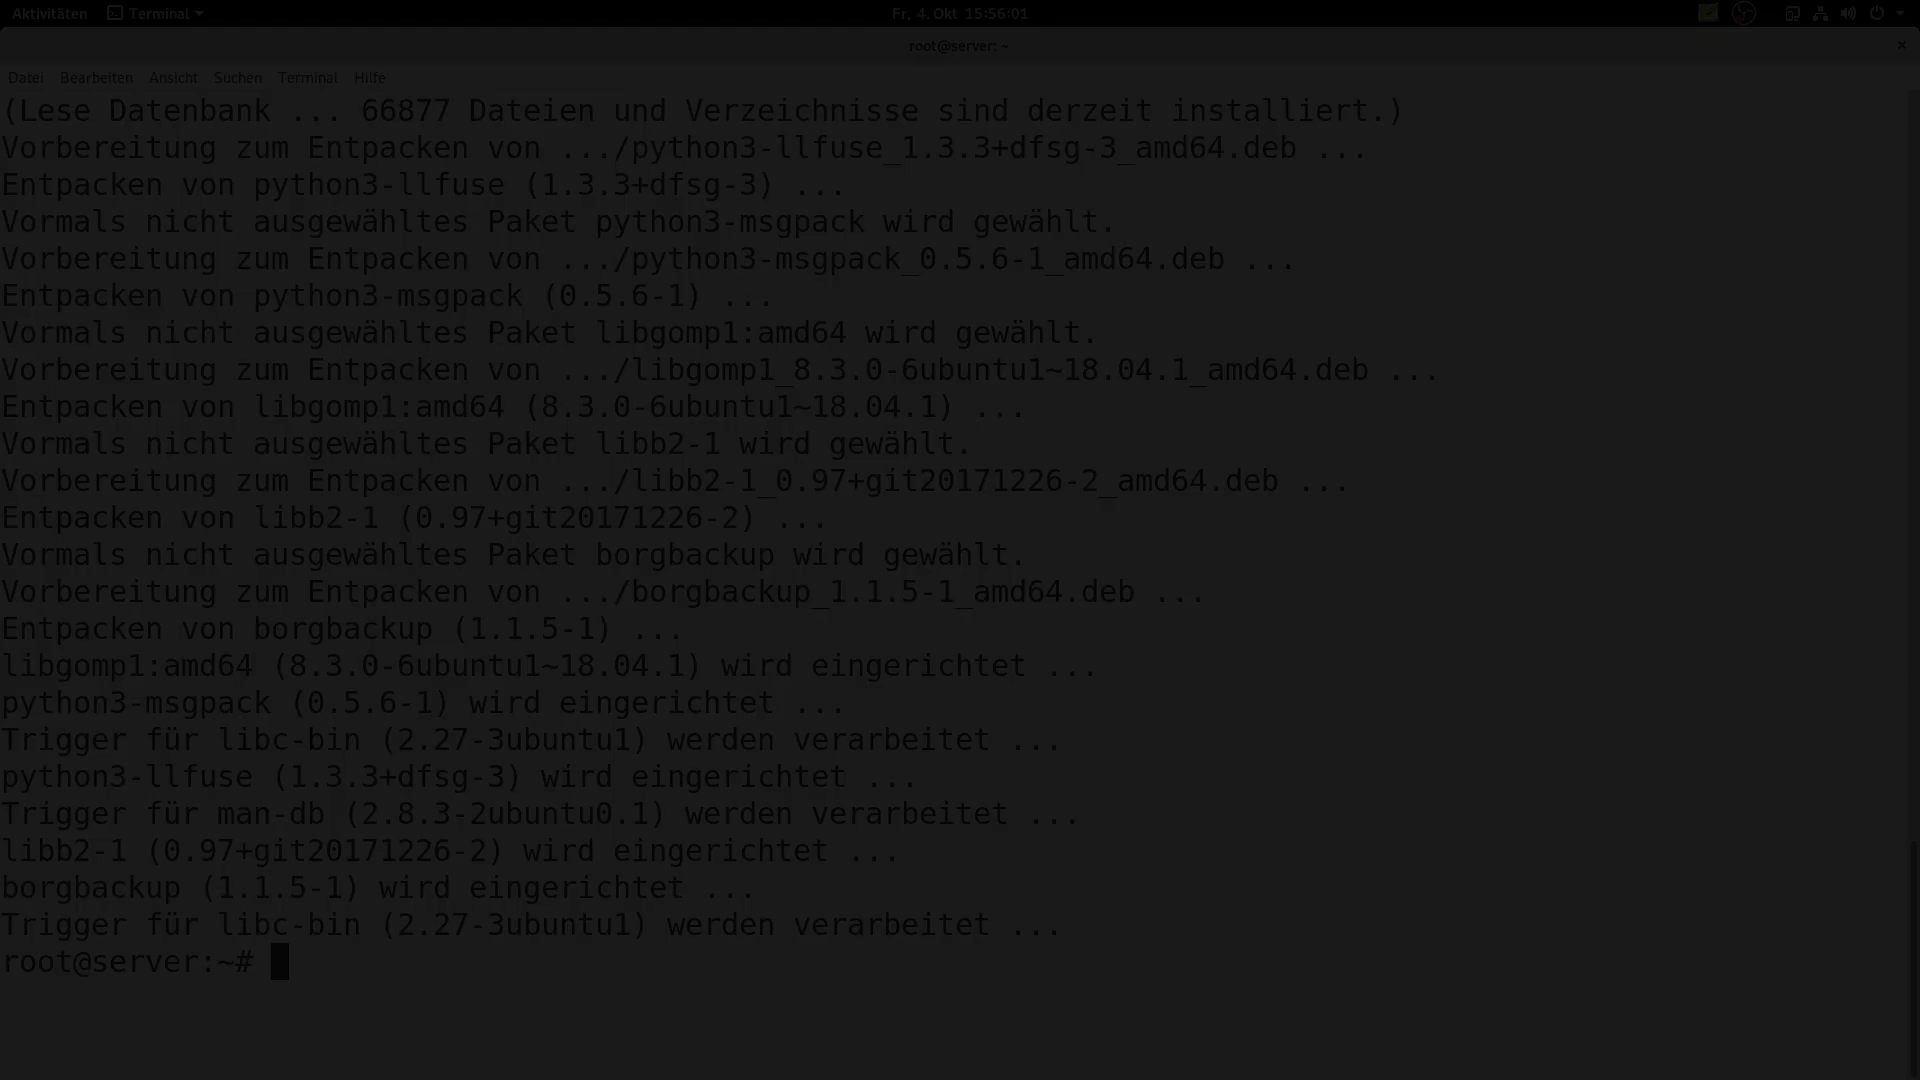 Aktivitäten Terminal Fr, 4. Okt 15:56:01
root@server: ~
Datei Bearbeiten Ansicht Suchen Terminal Hilfe
(Lese Datenbank ... 66877 Dateien und Verzeichnisse sind derzeit installiert.)
Vorbereitung zum Entpacken von .../python3-llfuse_1.3.3+dfsg-3_amd64.deb ...
Entpacken von python3-llfuse (1.3.3+dfsg-3) ...
Vormals nicht ausgewähltes Paket python3-msgpack wird gewählt.
Vorbereitung zum Entpacken von .../python3-msgpack_0.5.6-1_amd64.deb ...
Entpacken von python3-msgpack (0.5.6-1) ...
Vormals nicht ausgewähltes Paket libgomp1:amd64 wird gewählt.
Vorbereitung zum Entpacken von .../libgomp1_8.3.0-6ubuntu1~18.04.1_amd64.deb ...
Entpacken von libgomp1:amd64 (8.3.0-6ubuntu1~18.04.1) ...
Vormals nicht ausgewähltes Paket libb2-1 wird gewählt.
Vorbereitung zum Entpacken von .../libb2-1_0.97+git20171226-2_amd64.deb ...
Entpacken von libb2-1 (0.97+git20171226-2) ...
Vormals nicht ausgewähltes Paket borgbackup wird gewählt.
Vorbereitung zum Entpacken von .../borgbackup_1.1.5-1_amd64.deb ...
Entpacken von borgbackup (1.1.5-1) ...
libgomp1:amd64 (8.3.0-6ubuntu1~18.04.1) wird eingerichtet ...
python3-msgpack (0.5.6-1) wird eingerichtet ...
Trigger für libc-bin (2.27-3ubuntu1) werden verarbeitet ...
python3-llfuse (1.3.3+dfsg-3) wird eingerichtet ...
Trigger für man-db (2.8.3-2ubuntu0.1) werden verarbeitet ...
libb2-1 (0.97+git20171226-2) wird eingerichtet ...
borgbackup (1.1.5-1) wird eingerichtet ...
Trigger für libc-bin (2.27-3ubuntu1) werden verarbeitet ...
root@server:~#